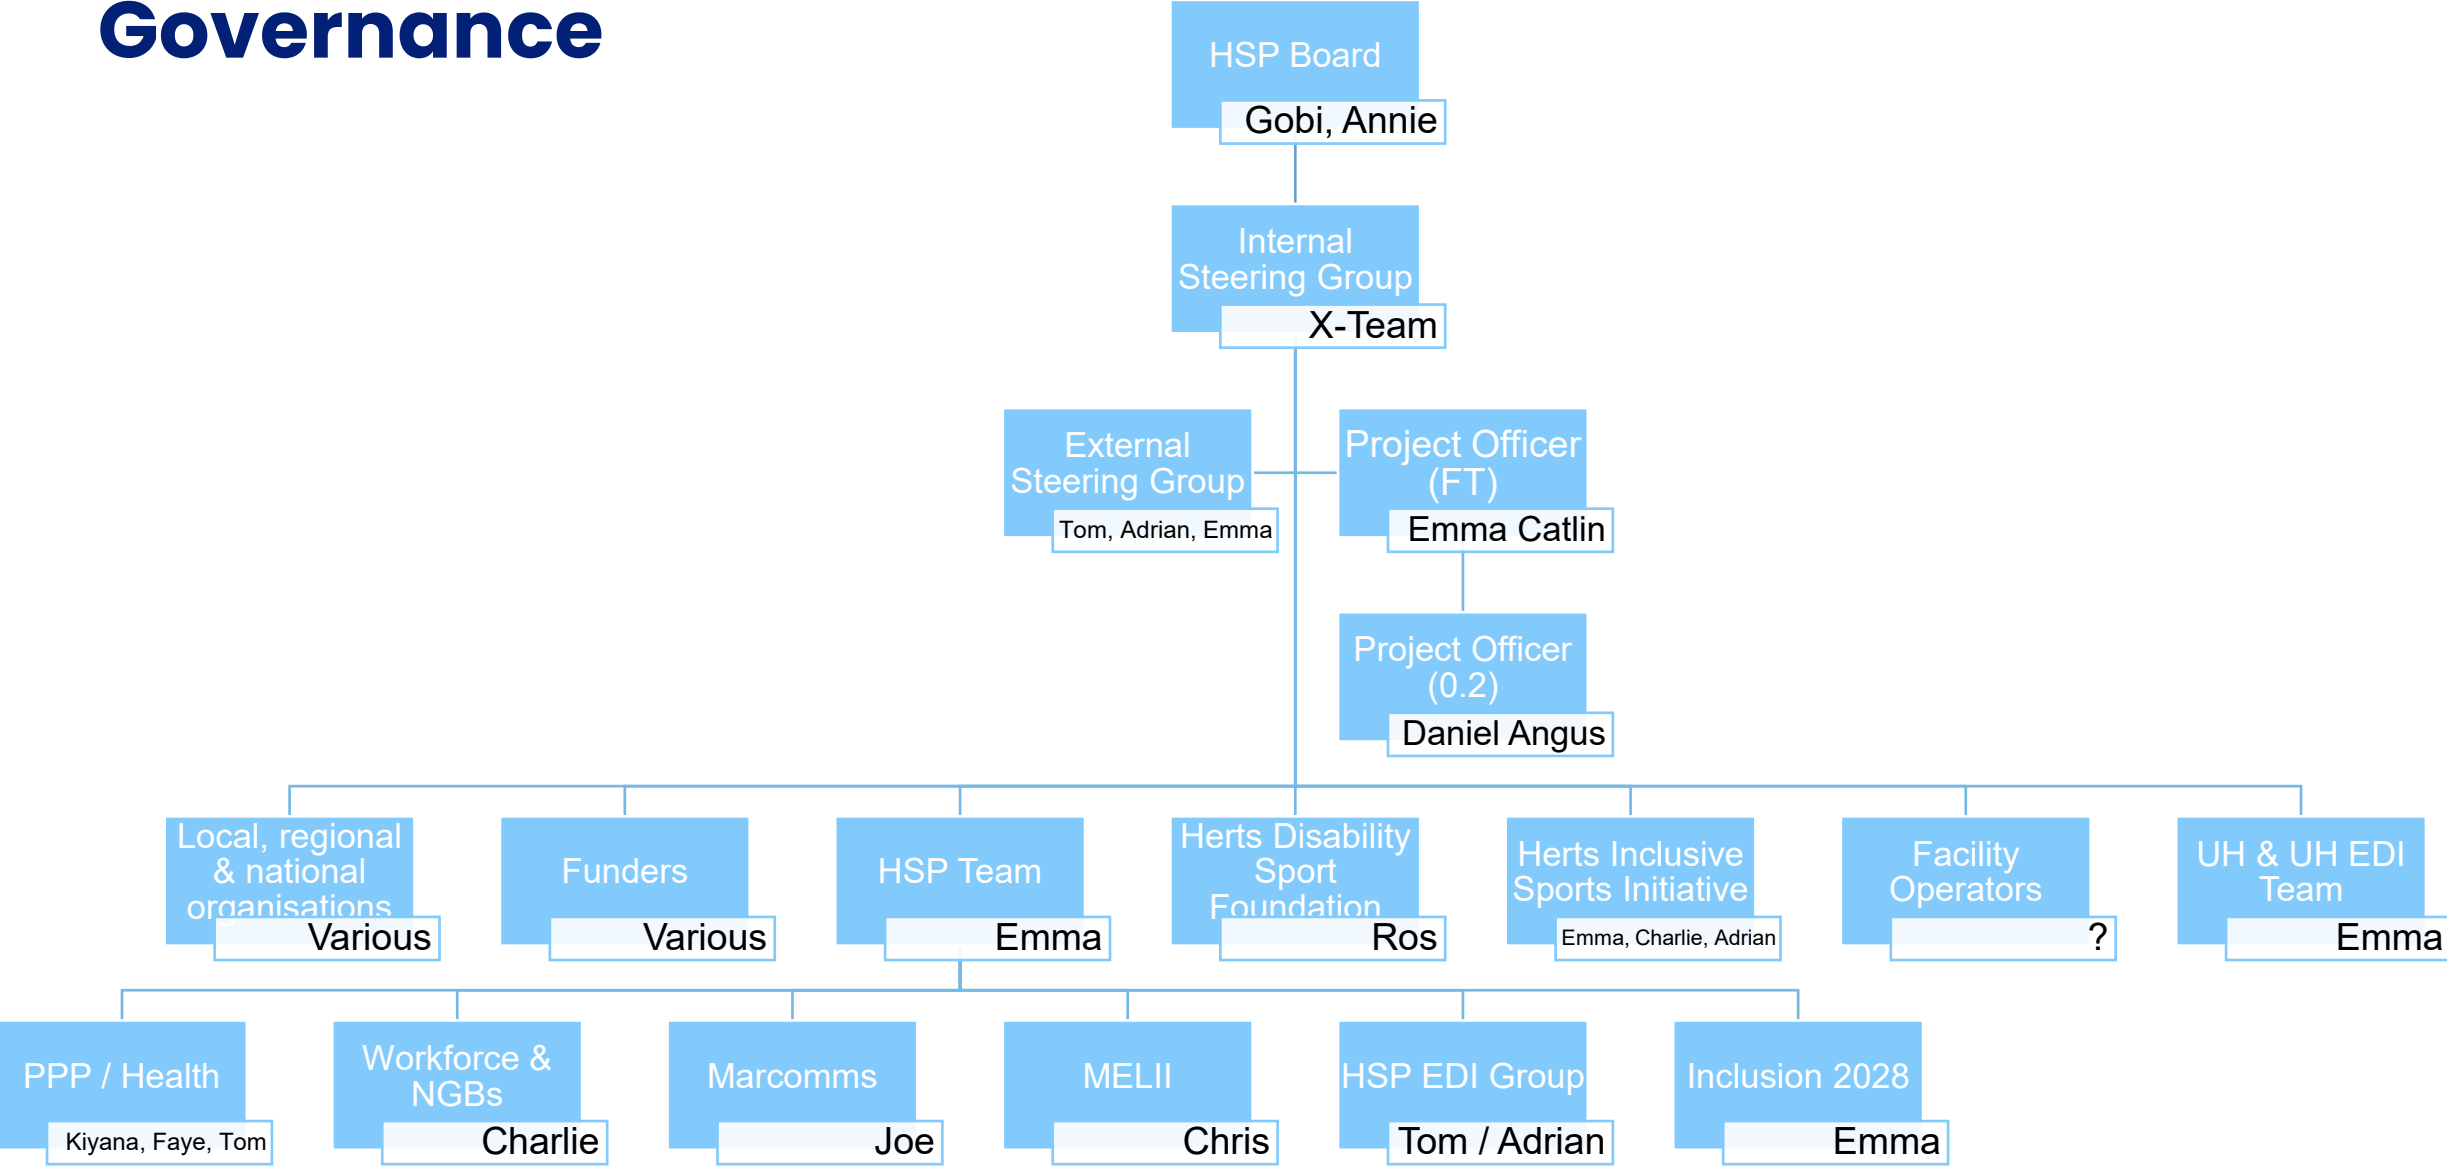 Governance
HSP Board
Gobi, Annie
Internal
Steering Group
X-Team
External
Steering Group
Tom, Adrian, Emma
Project Officer
(FT)
Emma Catlin
Project Officer
(0.2)
Daniel Angus
Local, regional
& national
organisations
Various
Funders
Various
HSP Team
Emma
Herts Disability
Sport
Foundation
Ros
Herts Inclusive
Sports Initiative
Emma, Charlie, Adrian
Facility
Operators
?
UH & UH EDI
Team
Emma
PPP / Health
Kiyana, Faye, Tom
Workforce &
NGBs
Charlie
Marcomms
Joe
MELII
Chris
HSP EDI Group
Tom / Adrian
Inclusion 2028
Emma